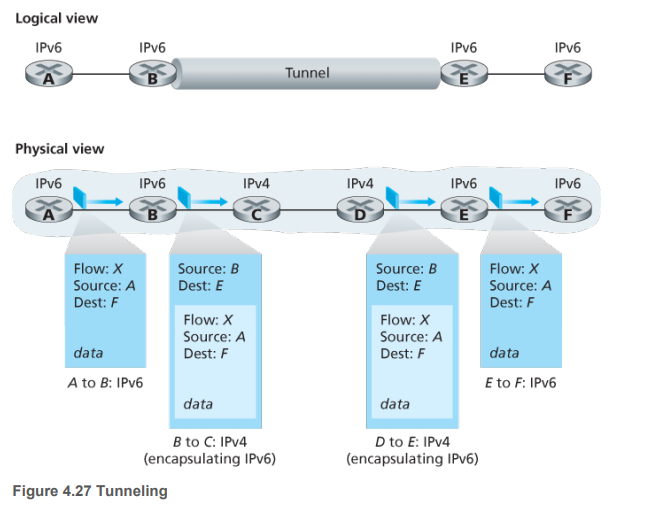 Logical view
IPv6 IPv6 IPv6 IPv6
A B Tunnel E F
Physical view
IPv6 IPv6 IPv4 IPv4 IPv6 IPv6
A B C D E F
Flow: X
Source: A
Dest: F
data
A to B: IPv6
Source: B
Dest: E
Flow: X
Source: A
Dest: F
data
B to C: IPv4
(encapsulating IPv6)
Source: B
Dest: E
Flow: X
Source: A
Dest: F
data
D to E: IPv4
(encapsulating IPv6)
Flow: X
Source: A
Dest: F
data
E to F: IPv6
Figure 4.27 Tunneling